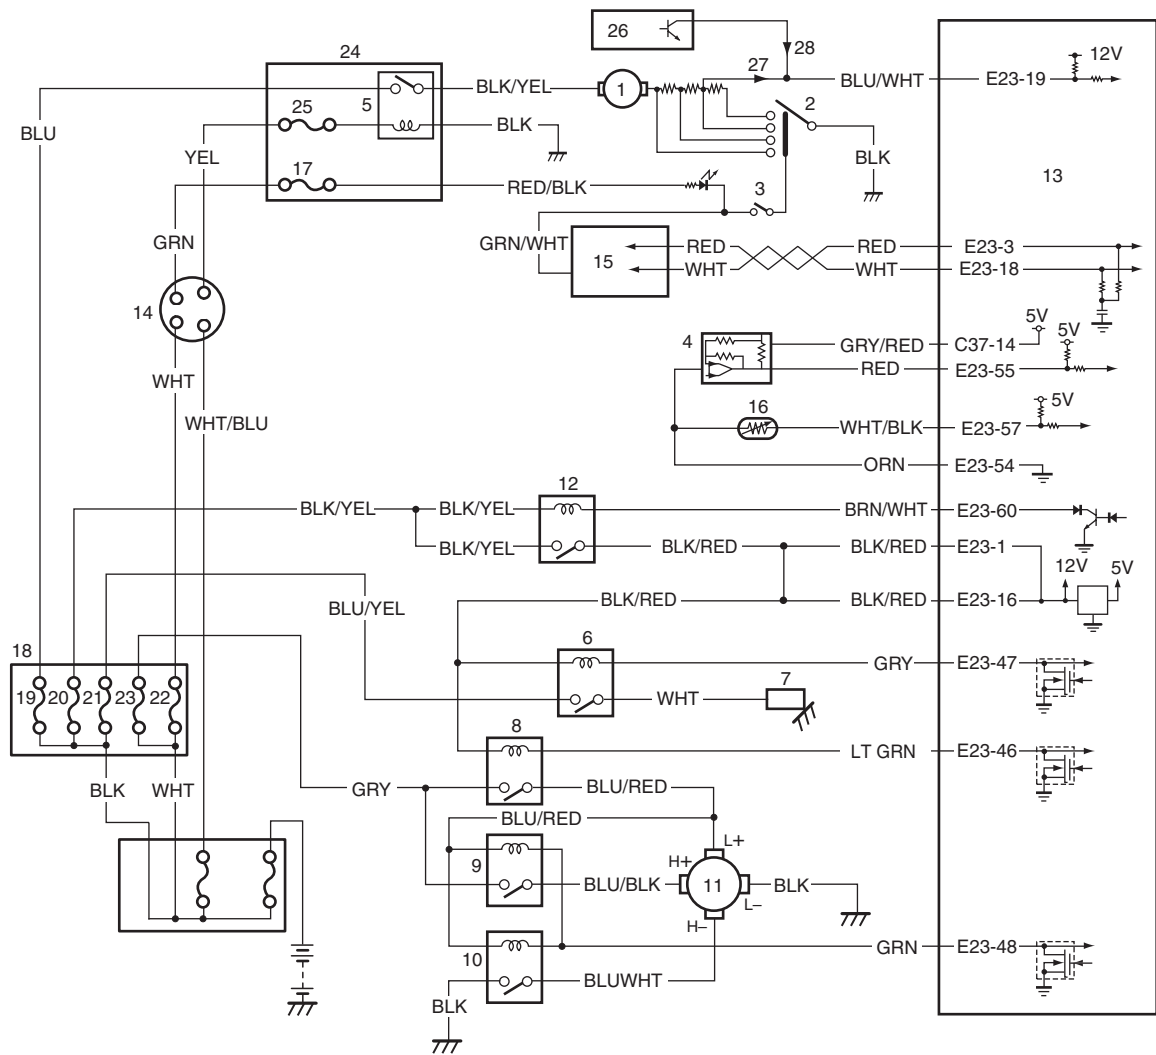 26
28
24
27
12V
BLK/YEL
1
BLU/WHT
E23-19
25
5
2
BLU
BLK
YEL
17
BLK
13
RED/BLK
3
GRN
GRN/WHT
15
RED
RED
E23-3
WHT
WHT
E23-18
14
5V
5V
4
GRY/RED
C37-14
RED
E23-55
WHT
16
5V
WHT/BLU
WHT/BLK
E23-57
ORN
E23-54
12
BLK/YEL
BLK/YEL
BRN/WHT
E23-60
BLK/YEL
BLK/RED
BLK/RED
E23-1
12V
5V
BLU/YEL
BLK/RED
BLK/RED
E23-16
18
6
GRY
E23-47
19
20
21
23
22
WHT
7
8
LT GRN
E23-46
BLK
WHT
GRY
BLU/RED
BLU/RED
L+
9
H+
BLU/BLK
11
BLK
L–
H–
10
GRN
E23-48
BLUWHT
BLK